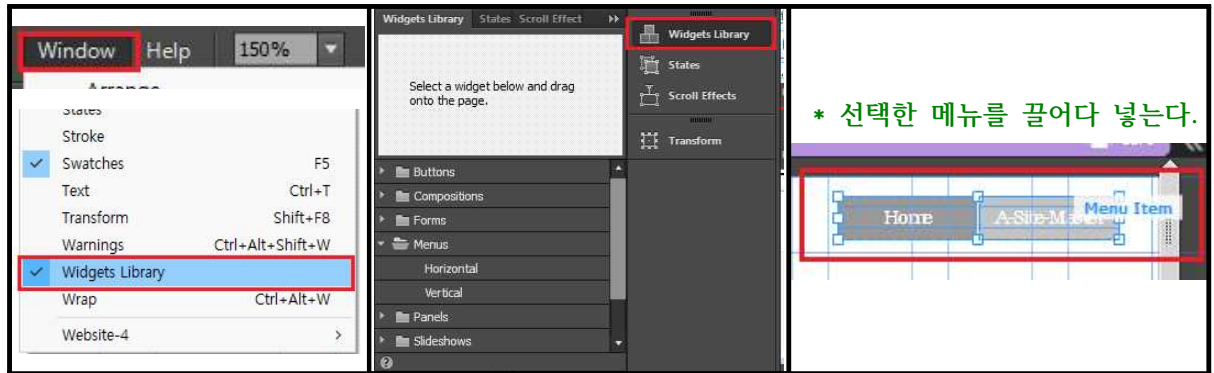 Window Help 150%
Stroke
Swatches F5
Text Ctrl+T
Transform Shift+F8
Warnings Ctrl+Alt+Shift+W
Widgets Library
Wrap Ctrl+Alt+W
Website-4
Widgets Library States Scroll Effect
Select a widget below and drag
onto the page.
Buttons
Compositions
Forms
Menus
Horizontal
Vertical
Panels
Slideshows
Widgets Library
States
Scroll Effects
Transform
* 선택한 메뉴를 끌어다 넣는다.
Home Menu Item